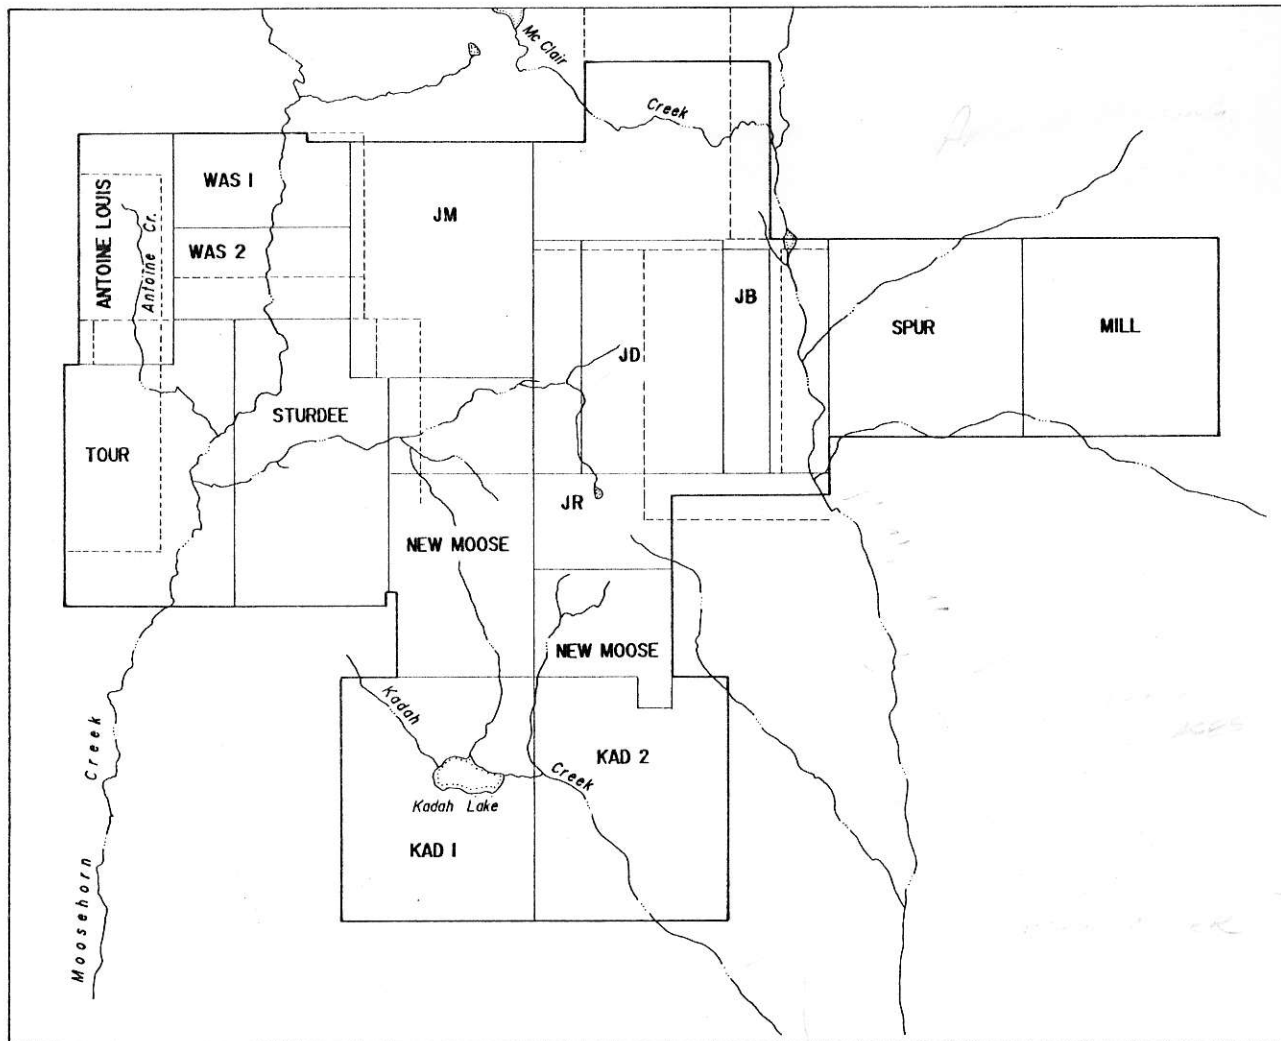 Mc Clair
Creek
WAS 1
ANTOINE LOUIS
Antoine Cr.
JM
WAS 2
JB
SPUR
MILL
JD
STURDEE
TOUR
JR
NEW MOOSE
NEW MOOSE
Kadah
Creek
KAD 2
Kadah Lake
KAD 1
Moosehorn Creek